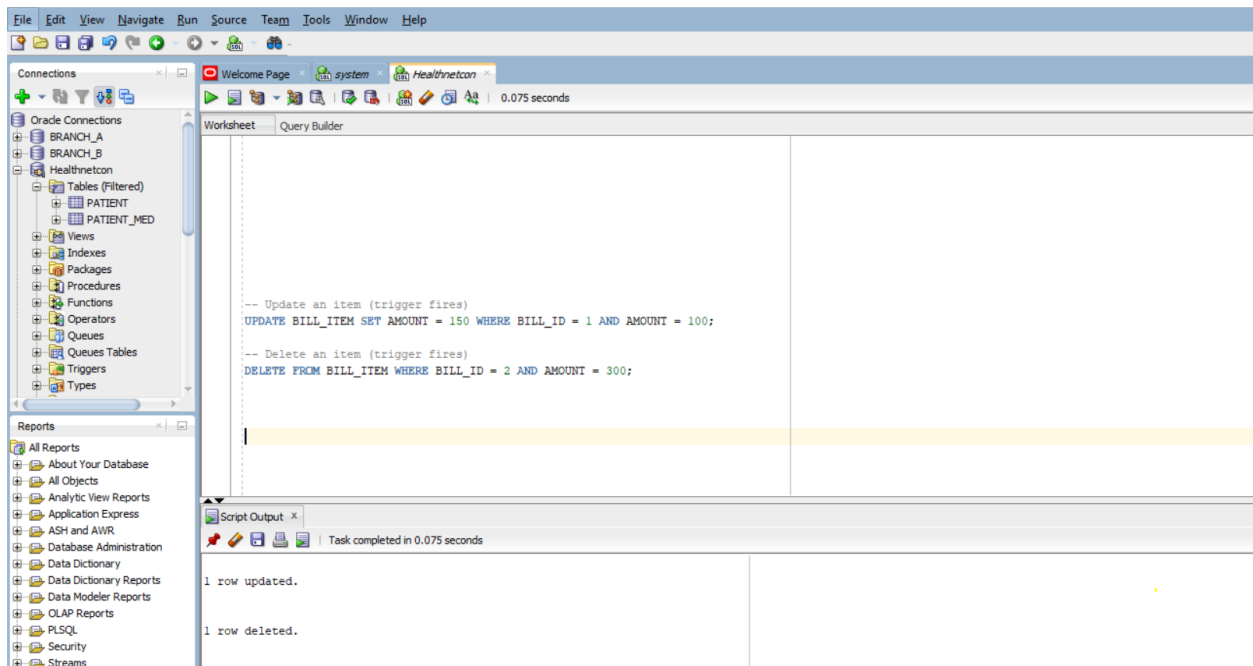 File Edit View Navigate Run Source Team Tools Window Help
Connections
Oracle Connections
BRANCH_A
BRANCH_B
Healthnetcon
Tables (Filtered)
PATIENT
PATIENT_MED
Views
Indexes
Packages
Procedures
Functions
Operators
Queues
Queues Tables
Triggers
Types
Reports
All Reports
About Your Database
All Objects
Analytic View Reports
Application Express
ASH and AWR
Database Administration
Data Dictionary
Data Dictionary Reports
Data Modeler Reports
OLAP Reports
PLSQL
Security
Streams
Welcome Page system Healthnetcon
0.075 seconds
Worksheet Query Builder
-- Update an item (trigger fires)
UPDATE BILL_ITEM SET AMOUNT = 150 WHERE BILL_ID = 1 AND AMOUNT = 100;
-- Delete an item (trigger fires)
DELETE FROM BILL_ITEM WHERE BILL_ID = 2 AND AMOUNT = 300;
Script Output
Task completed in 0.075 seconds
1 row updated.
1 row deleted.